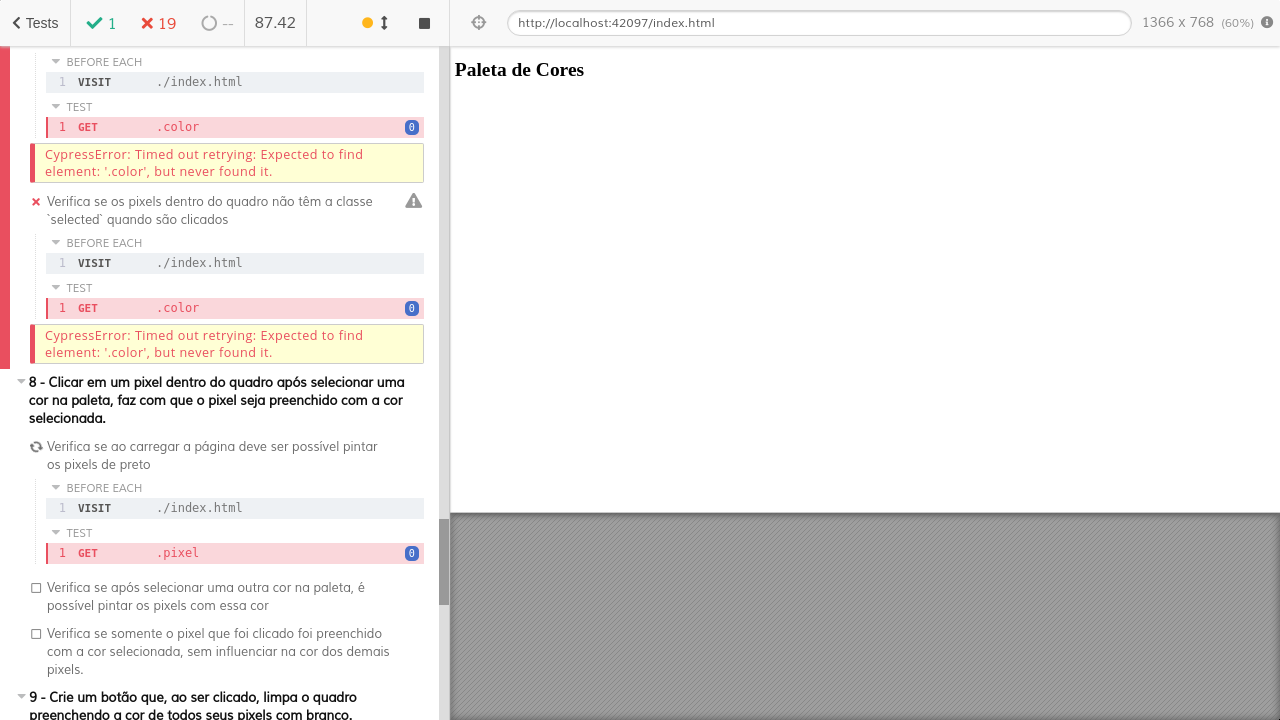 Tests 1 19 -- 87.42
http://localhost:42097/index.html 1366 x 768 (60%)
BEFORE EACH
1 VISIT ./index.html
TEST
1 GET .color 0
CypressError: Timed out retrying: Expected to find
element: '.color', but never found it.
Verifica se os pixels dentro do quadro não têm a classe
`selected` quando são clicados
BEFORE EACH
1 VISIT ./index.html
TEST
1 GET .color 0
CypressError: Timed out retrying: Expected to find
element: '.color', but never found it.
8 - Clicar em um pixel dentro do quadro após selecionar uma
cor na paleta, faz com que o pixel seja preenchido com a cor
selecionada.
Verifica se ao carregar a página deve ser possível pintar
os pixels de preto
BEFORE EACH
1 VISIT ./index.html
TEST
1 GET .pixel 0
Verifica se após selecionar uma outra cor na paleta, é
possível pintar os pixels com essa cor
Verifica se somente o pixel que foi clicado foi preenchido
com a cor selecionada, sem influenciar na cor dos demais
pixels.
9 - Crie um botão que, ao ser clicado, limpa o quadro
preenchendo a cor de todos seus pixels com branco.
Paleta de Cores